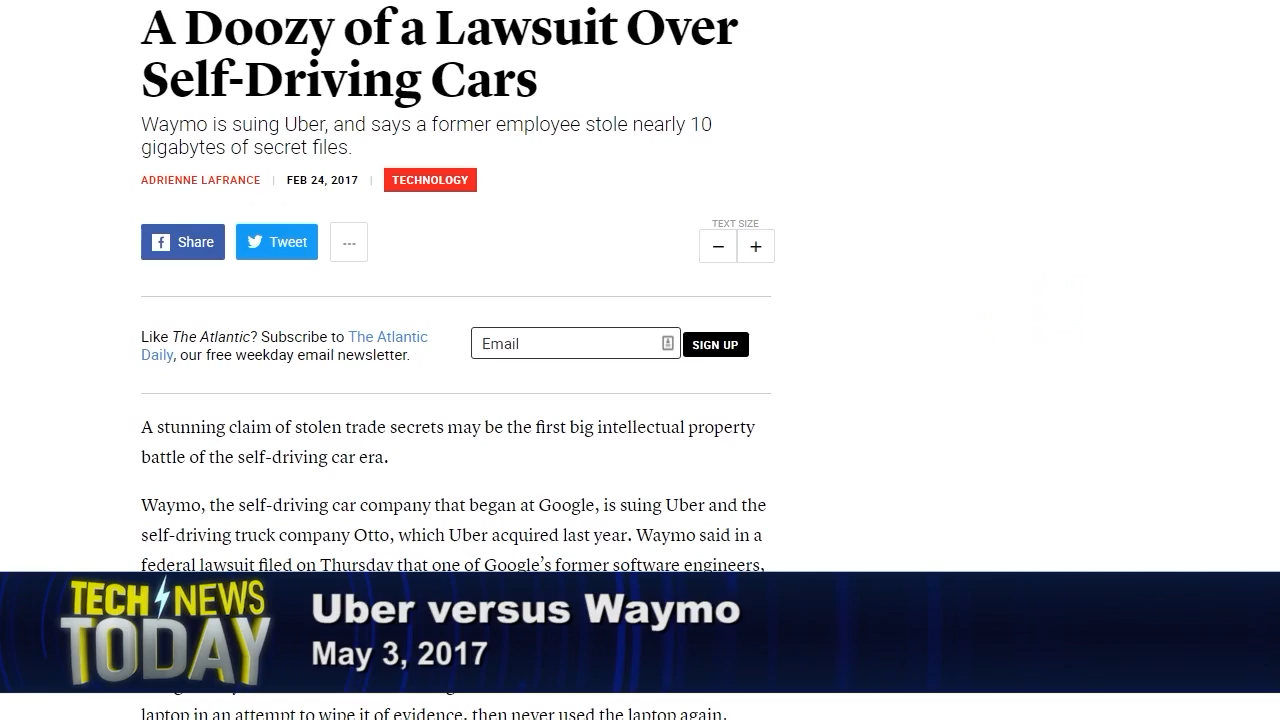 A Doozy of a Lawsuit Over
Self-Driving Cars
Waymo is suing Uber, and says a former employee stole nearly 10
gigabytes of secret files.
ADRIENNE LAFRANCE | FEB 24, 2017 | TECHNOLOGY
Share Tweet ...
TEXT SIZE
− +
Like The Atlantic? Subscribe to The Atlantic
Daily, our free weekday email newsletter.
Email SIGN UP
A stunning claim of stolen trade secrets may be the first big intellectual property
battle of the self-driving car era.
Waymo, the self-driving car company that began at Google, is suing Uber and the
self-driving truck company Otto, which Uber acquired last year. Waymo said in a
federal lawsuit filed on Thursday that one of Google’s former software engineers,
TECH NEWS
TODAY
Uber versus Waymo
May 3, 2017
laptop in an attempt to wipe it of evidence, then never used the laptop again.